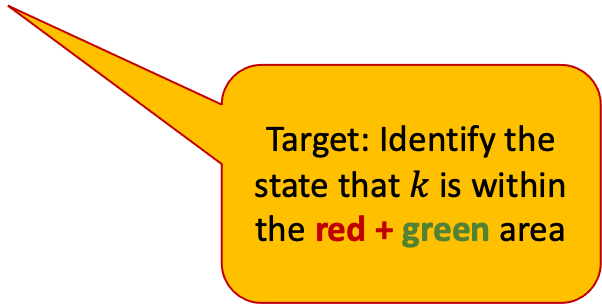 Target: Identify the
state that k is within
the red + green area